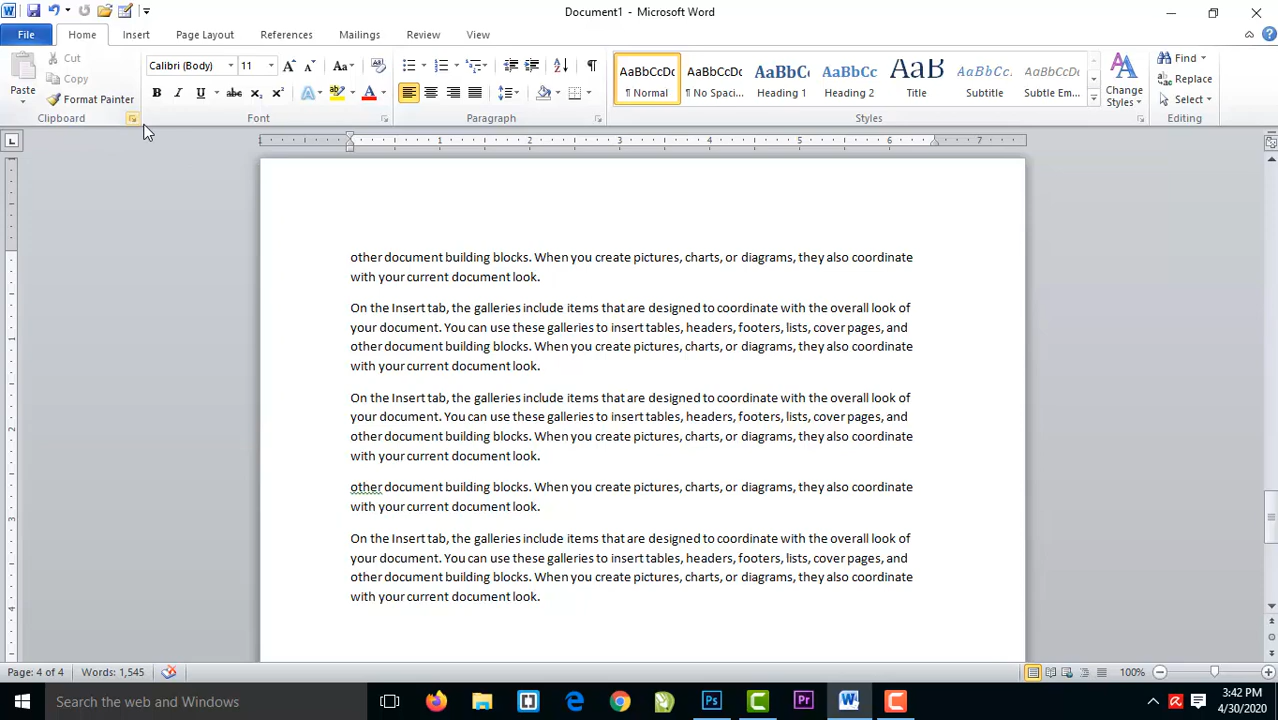 Document1 - Microsoft Word
File Home Insert Page Layout References Mailings Review View
Paste
Cut
Copy
Format Painter
Clipboard
Calibri (Body) 11
Font
Paragraph
AaBbCcDc AaBbCcDc AaBbC AaBbCc AaB AaBbCcL AaBbCcDc
¶ Normal ¶ No Spaci... Heading 1 Heading 2 Title Subtitle Subtle Em...
Change
Styles
Styles
Find
Replace
Select
Editing
1 2 3 4 5 6 7
other document building blocks. When you create pictures, charts, or diagrams, they also coordinate
with your current document look.
On the Insert tab, the galleries include items that are designed to coordinate with the overall look of
your document. You can use these galleries to insert tables, headers, footers, lists, cover pages, and
other document building blocks. When you create pictures, charts, or diagrams, they also coordinate
with your current document look.
On the Insert tab, the galleries include items that are designed to coordinate with the overall look of
your document. You can use these galleries to insert tables, headers, footers, lists, cover pages, and
other document building blocks. When you create pictures, charts, or diagrams, they also coordinate
with your current document look.
other document building blocks. When you create pictures, charts, or diagrams, they also coordinate
with your current document look.
On the Insert tab, the galleries include items that are designed to coordinate with the overall look of
your document. You can use these galleries to insert tables, headers, footers, lists, cover pages, and
other document building blocks. When you create pictures, charts, or diagrams, they also coordinate
with your current document look.
Page: 4 of 4 Words: 1,545 100%
Search the web and Windows
3:42 PM
4/30/2020